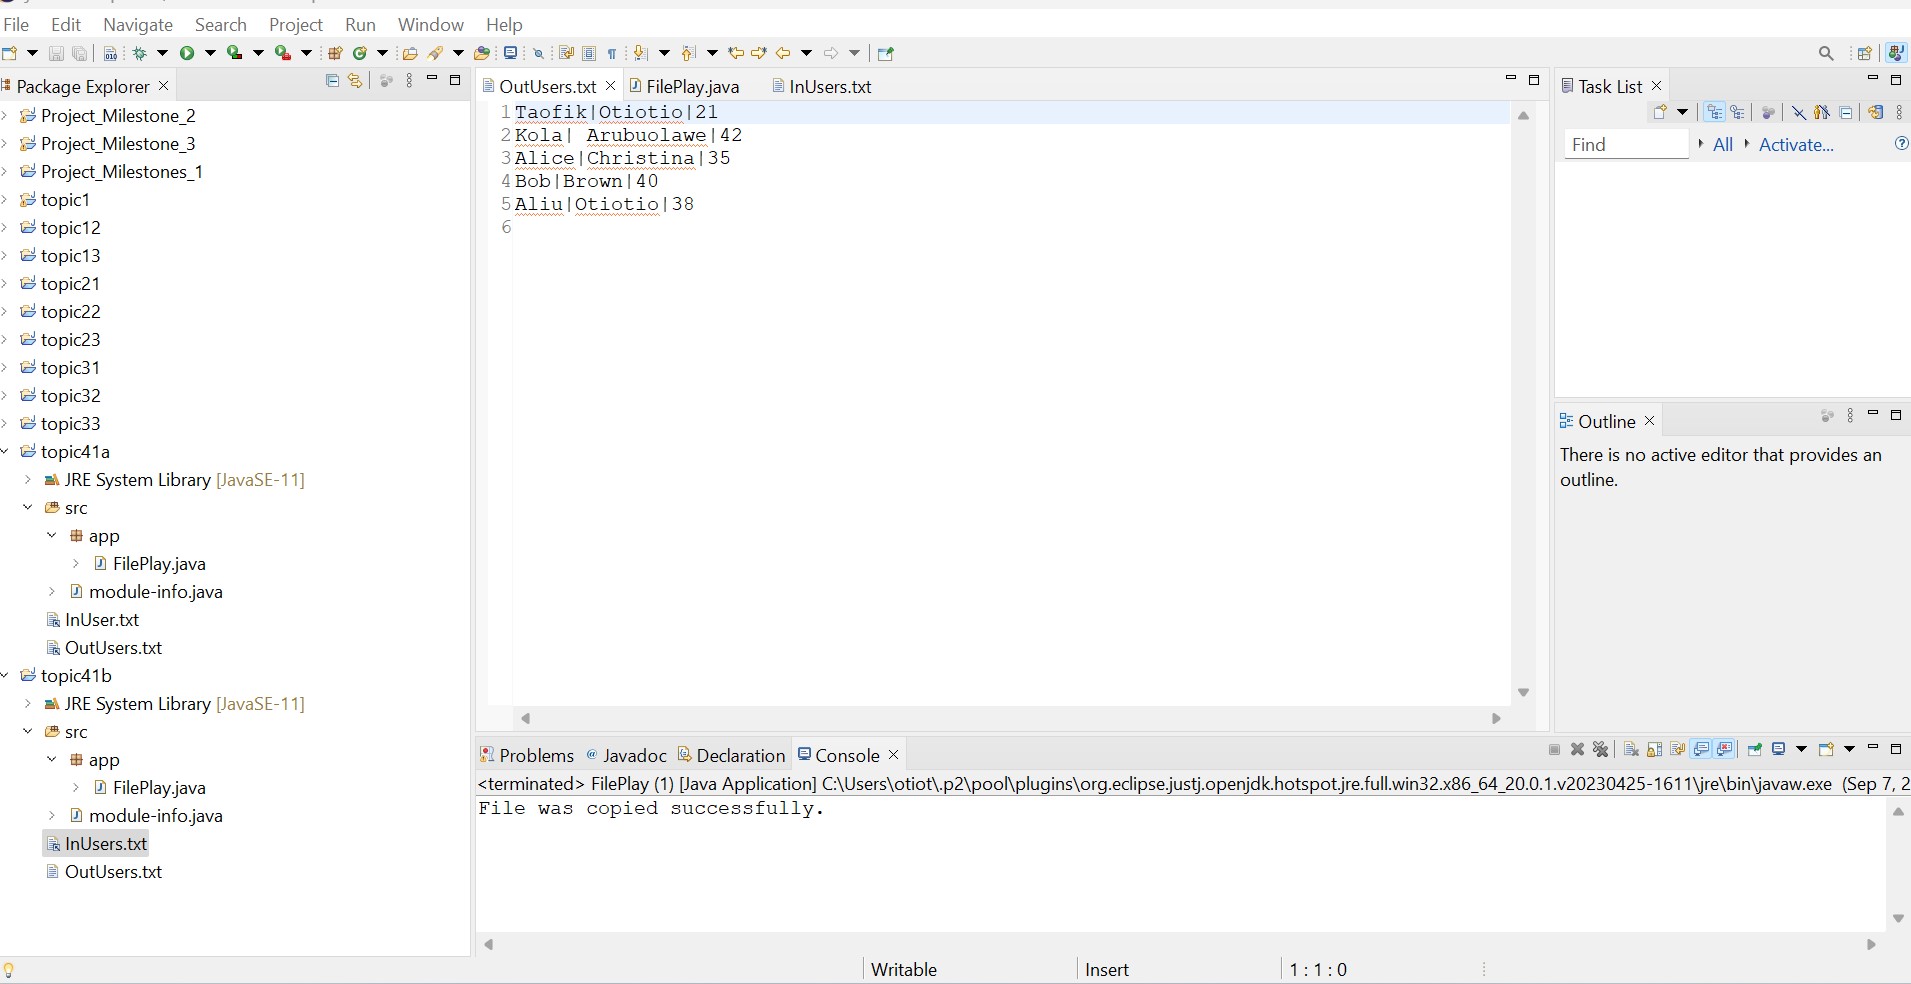 File Edit Navigate Search Project Run Window Help
Package Explorer
Project_Milestone_2
Project_Milestone_3
Project_Milestones_1
topic1
topic12
topic13
topic21
topic22
topic23
topic31
topic32
topic33
topic41a
JRE System Library [JavaSE-11]
src
app
FilePlay.java
module-info.java
InUser.txt
OutUsers.txt
topic41b
JRE System Library [JavaSE-11]
src
app
FilePlay.java
module-info.java
InUsers.txt
OutUsers.txt
OutUsers.txt FilePlay.java InUsers.txt
1 Taofik|Otiotio|21
2 Kola| Arubuolawe|42
3 Alice|Christina|35
4 Bob|Brown|40
5 Aliu|Otiotio|38
6
Task List
Find All Activate...
Outline
There is no active editor that provides an
outline.
Problems @ Javadoc Declaration Console
<terminated> FilePlay (1) [Java Application] C:\Users\otiot\.p2\pool\plugins\org.eclipse.justj.openjdk.hotspot.jre.full.win32.x86_64_20.0.1.v20230425-1611\jre\bin\javaw.exe (Sep 7, 2
File was copied successfully.
Writable Insert 1 : 1 : 0